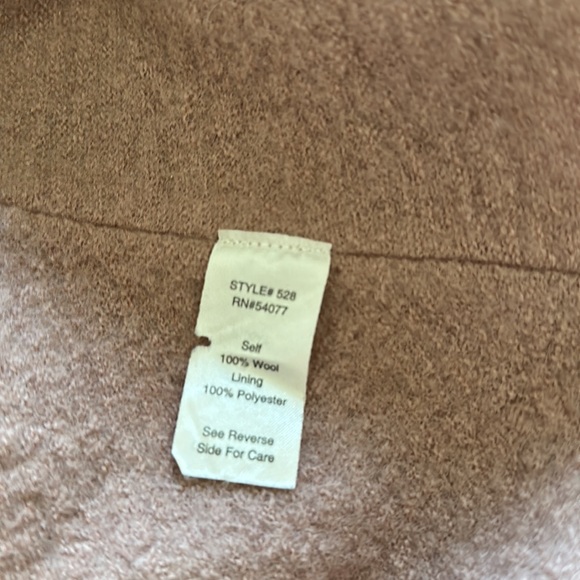 STYLE# 528
RN#54077
Self
100% Wool
Lining
100% Polyester
See Reverse
Side For Care